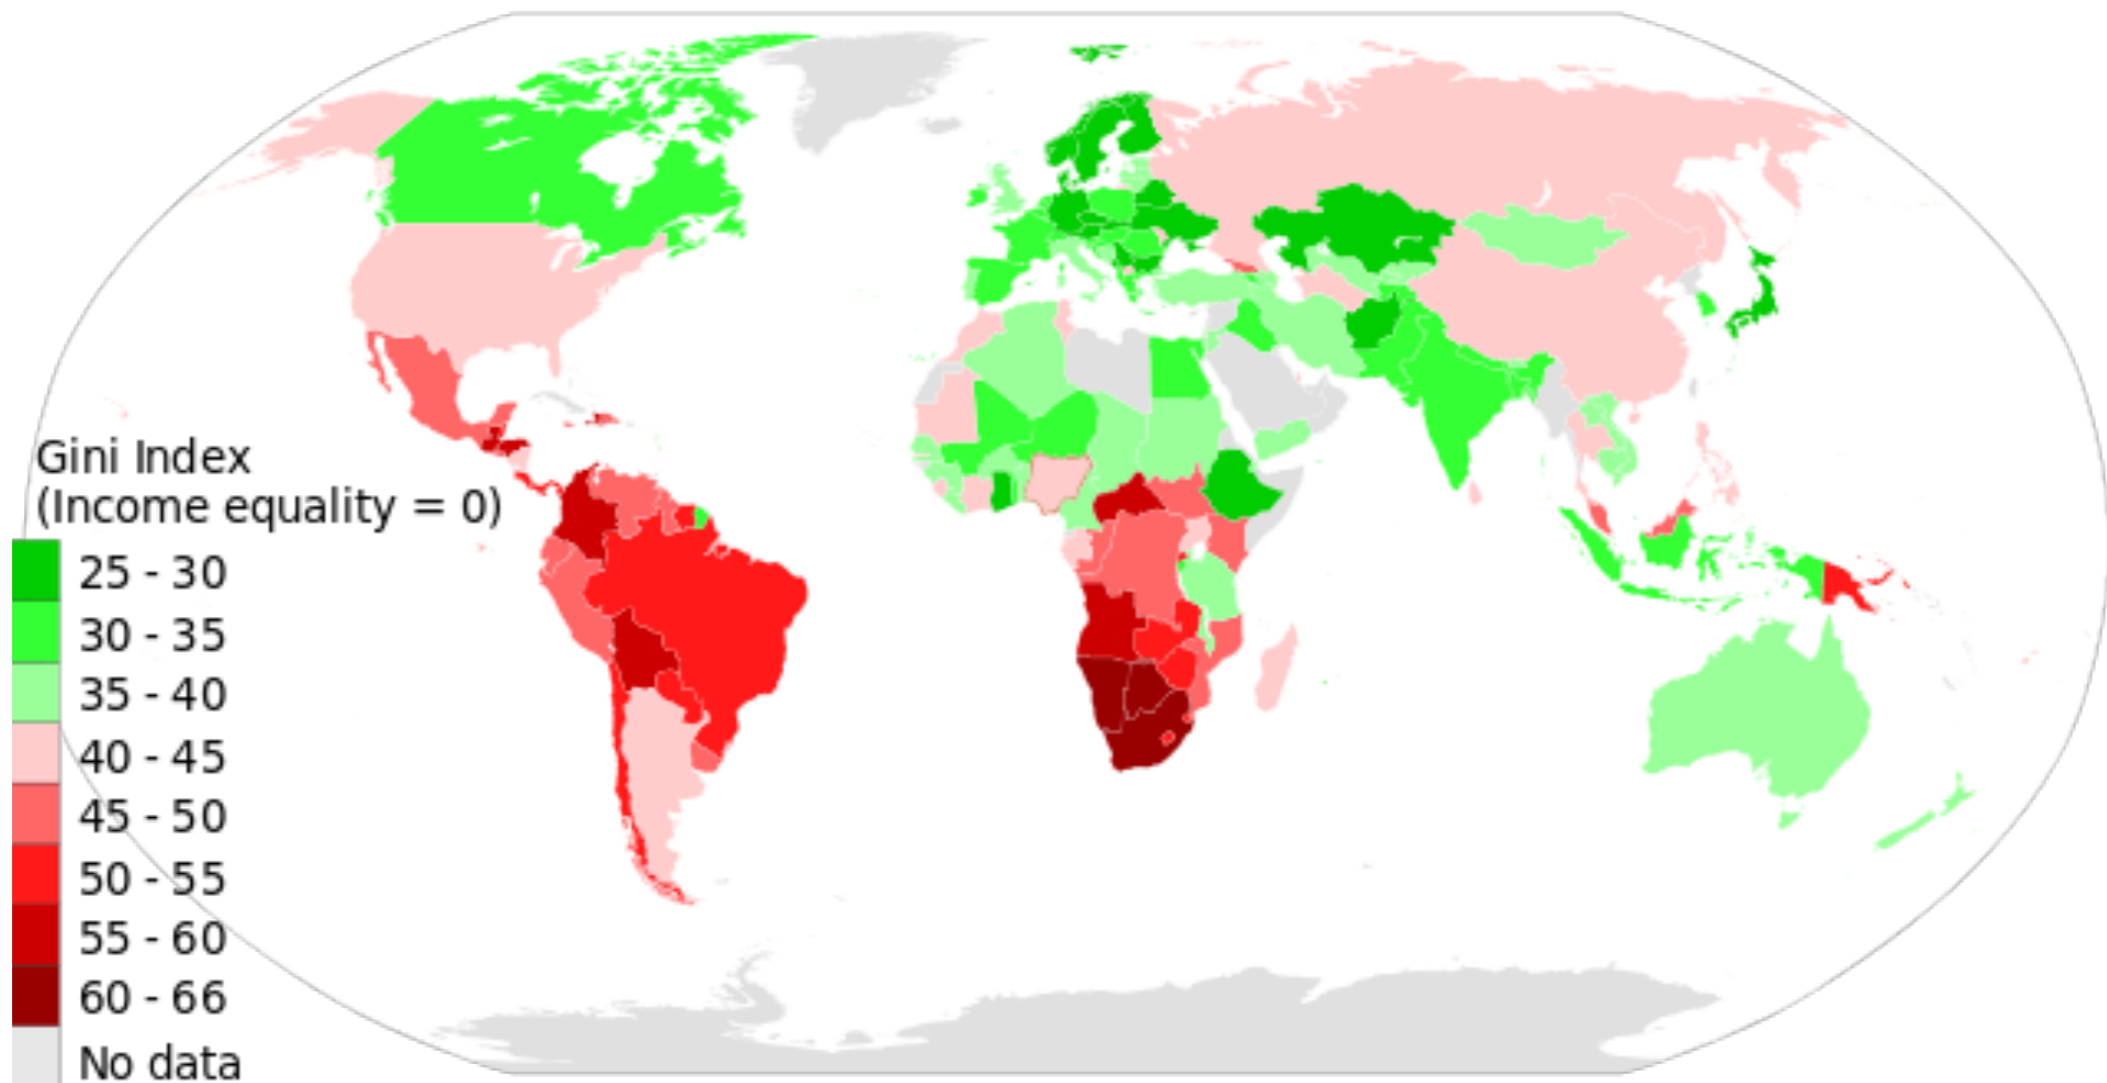 Gini Index
(Income equality = 0)
25 - 30
30 - 35
35 - 40
40 - 45
45 - 50
50 - 55
55 - 60
60 - 66
No data